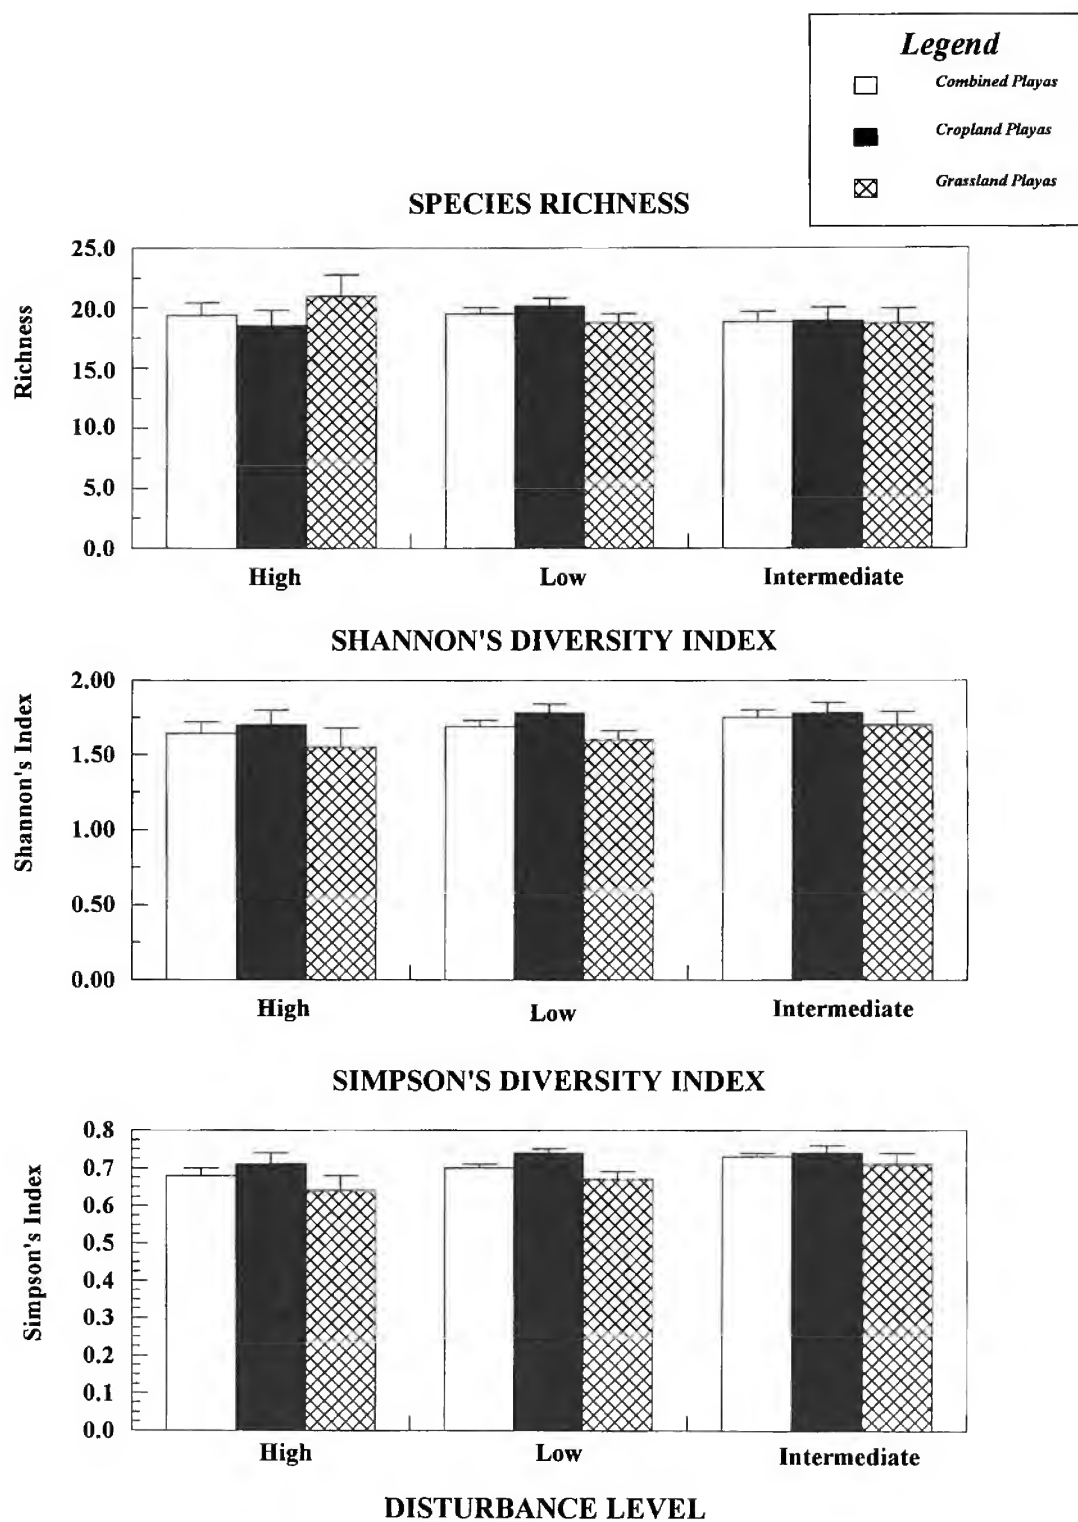 Legend
Combined Playas
Cropland Playas
Grassland Playas
SPECIES RICHNESS
Richness
25.0
20.0
15.0
10.0
5.0
0.0
High Low Intermediate
SHANNON'S DIVERSITY INDEX
Shannon's Index
2.00
1.50
1.00
0.50
0.00
High Low Intermediate
SIMPSON'S DIVERSITY INDEX
Simpson's Index
0.8
0.7
0.6
0.5
0.4
0.3
0.2
0.1
0.0
High Low Intermediate
DISTURBANCE LEVEL